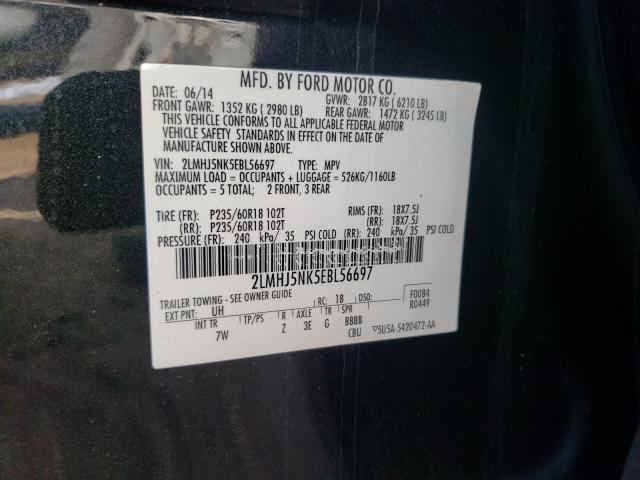 MFD. BY FORD MOTOR CO.
DATE: 06/14 GVWR: 2817 KG ( 6210 LB)
FRONT GAWR: 1352 KG ( 2980 LB) REAR GAWR: 1472 KG ( 3245 LB)
THIS VEHICLE CONFORMS TO ALL APPLICABLE FEDERAL MOTOR
VEHICLE SAFETY STANDARDS IN EFFECT ON THE DATE OF
MANUFACTURE SHOWN ABOVE.
VIN: 2LMHJ5NK5EBL56697 TYPE: MPV
MAXIMUM LOAD = OCCUPANTS + LUGGAGE = 526KG/1160LB
OCCUPANTS = 5 TOTAL; 2 FRONT, 3 REAR
TIRE (FR): P235/60R18 102T RIMS (FR): 18X7.5J
(RR): P235/60R18 102T (RR): 18X7.5J
PRESSURE (FR): 240 kPa/ 35 PSI COLD (RR): 240 kPa/ 35 PSI COLD
2LMHJ5NK5EBL56697
TRAILER TOWING - SEE OWNER GUIDE
EXT PNT: UH RC: 18 DSO: F0084
R0449
INT TR TP/PS R AXLE TR SPR
7W Z 3E G BBBB
CBU 5U5A-5420472-AA